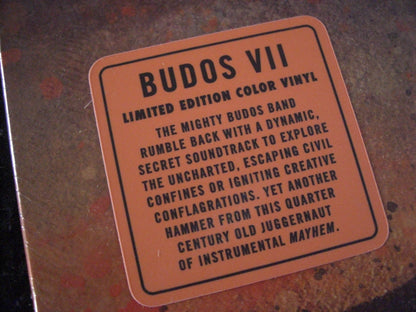 BUDOS VII
LIMITED EDITION COLOR VINYL
THE MIGHTY BUDOS BAND
RUMBLE BACK WITH A DYNAMIC,
SECRET SOUNDTRACK TO EXPLORE
THE UNCHARTED, ESCAPING CIVIL
CONFINES OR IGNITING CREATIVE
CONFLAGRATIONS. YET ANOTHER
HAMMER FROM THIS QUARTER
CENTURY OLD JUGGERNAUT
OF INSTRUMENTAL MAYHEM.